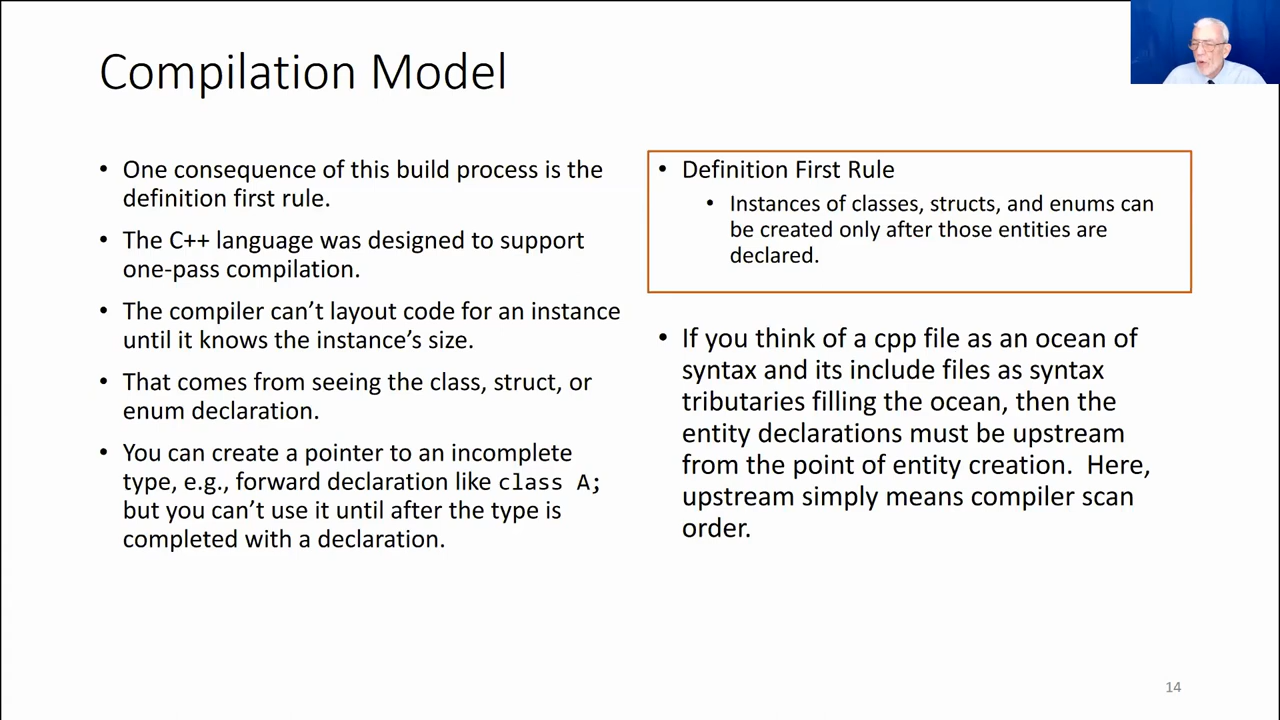 Compilation Model
• One consequence of this build process is the
definition first rule.
• The C++ language was designed to support
one-pass compilation.
• The compiler can’t layout code for an instance
until it knows the instance’s size.
• That comes from seeing the class, struct, or
enum declaration.
• You can create a pointer to an incomplete
type, e.g., forward declaration like class A;
but you can’t use it until after the type is
completed with a declaration.
• Definition First Rule
• Instances of classes, structs, and enums can
be created only after those entities are
declared.
• If you think of a cpp file as an ocean of
syntax and its include files as syntax
tributaries filling the ocean, then the
entity declarations must be upstream
from the point of entity creation. Here,
upstream simply means compiler scan
order.
14